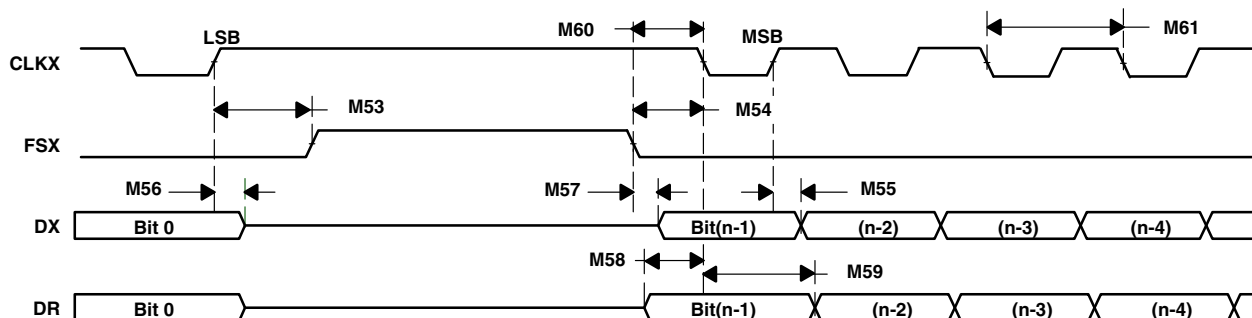 M60
LSB
MSB
M61
CLKX
M53
M54
FSX
M56
M57
M55
DX
Bit 0
Bit(n-1)
(n-2)
(n-3)
(n-4)
M58
M59
DR
Bit 0
Bit(n-1)
(n-2)
(n-3)
(n-4)